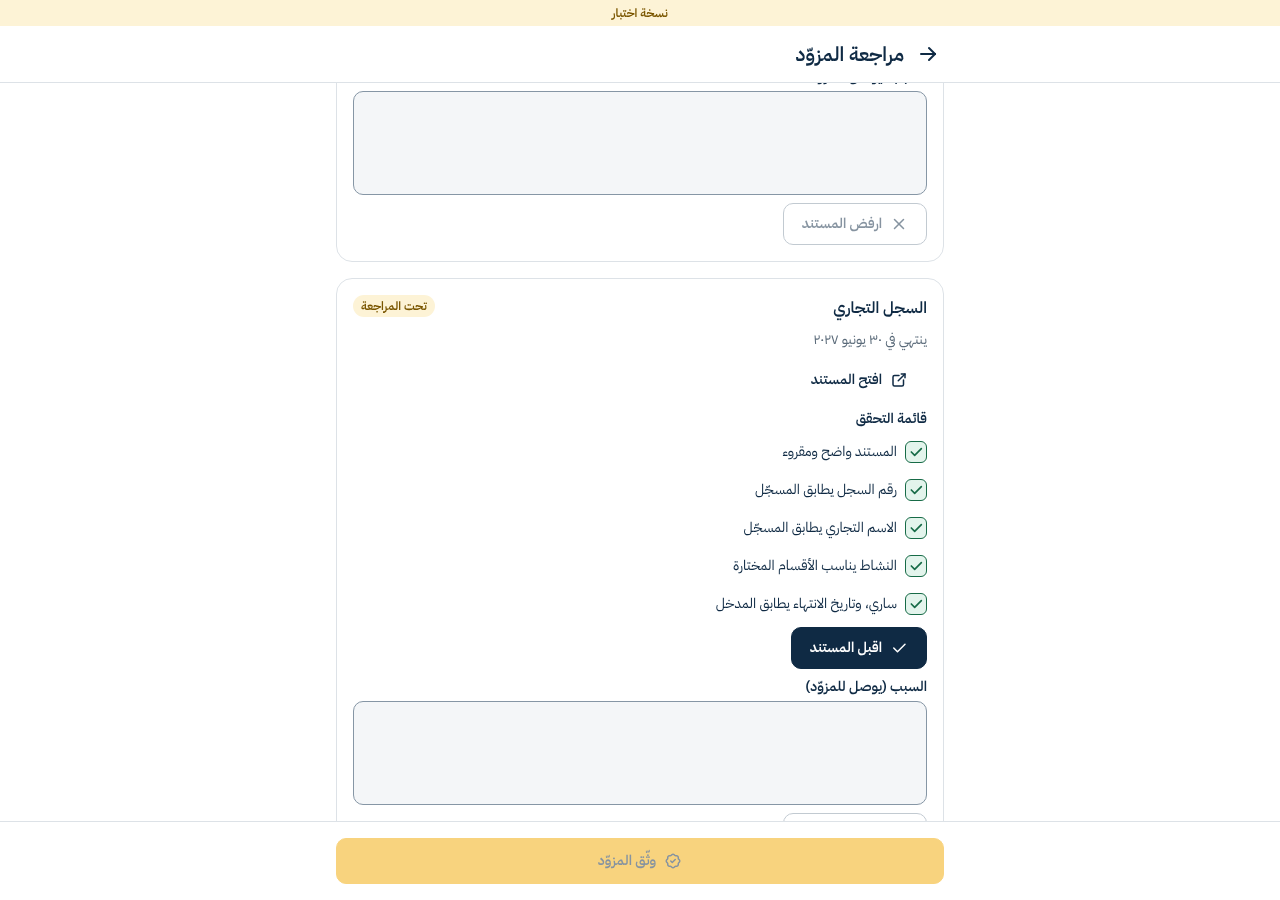 نسخة اختبار
مراجعة المزوّد
ارفض المستند
السجل التجاري
تحت المراجعة
ينتهي في ٣٠ يونيو ٢٠٢٧
افتح المستند
قائمة التحقق
المستند واضح ومقروء
رقم السجل يطابق المسجّل
الاسم التجاري يطابق المسجّل
النشاط يناسب الأقسام المختارة
ساري، وتاريخ الانتهاء يطابق المدخل
اقبل المستند
السبب (يوصل للمزوّد)
وثّق المزوّد